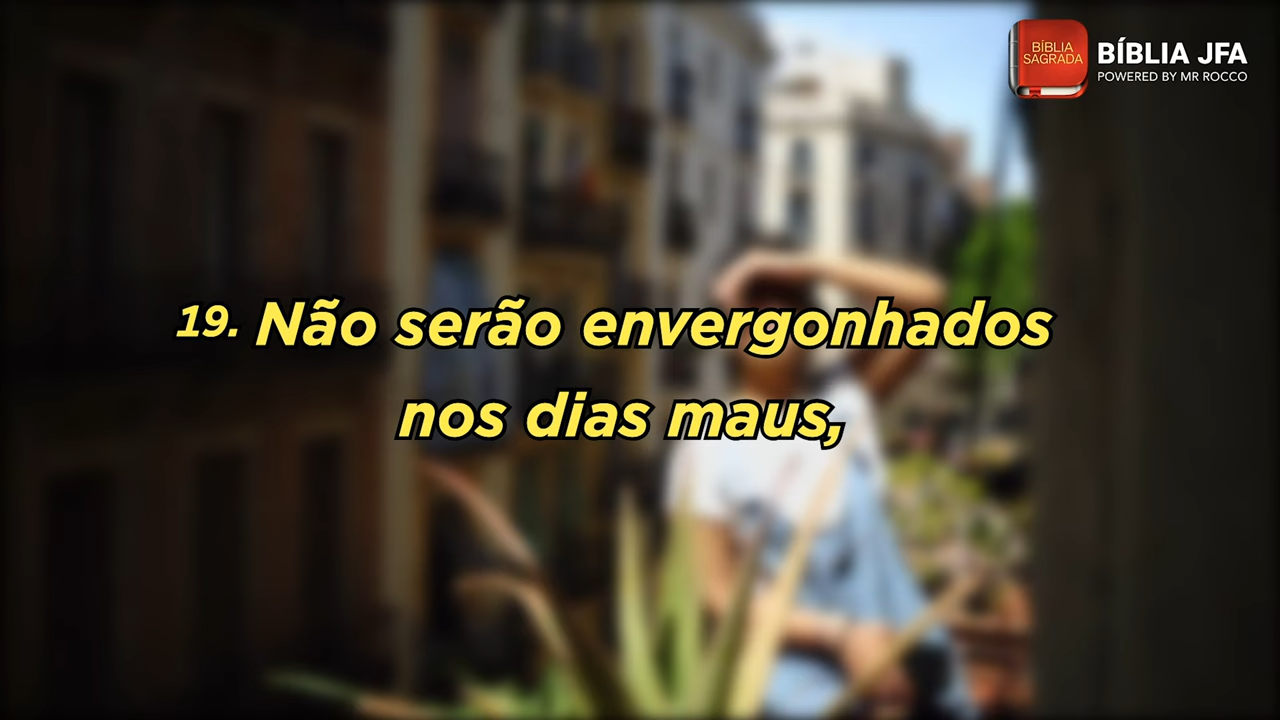 BÍBLIA
SAGRADA
BÍBLIA JFA
POWERED BY MR ROCCO
19. Não serão envergonhados
nos dias maus,